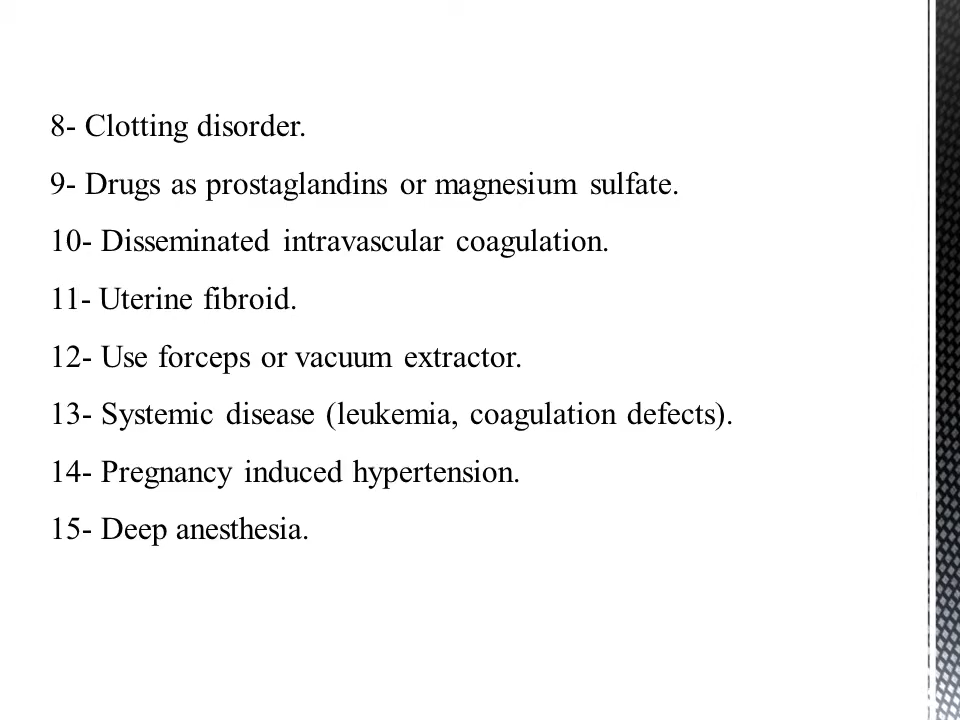 8- Clotting disorder.
9- Drugs as prostaglandins or magnesium sulfate.
10- Disseminated intravascular coagulation.
11- Uterine fibroid.
12- Use forceps or vacuum extractor.
13- Systemic disease (leukemia, coagulation defects).
14- Pregnancy induced hypertension.
15- Deep anesthesia.